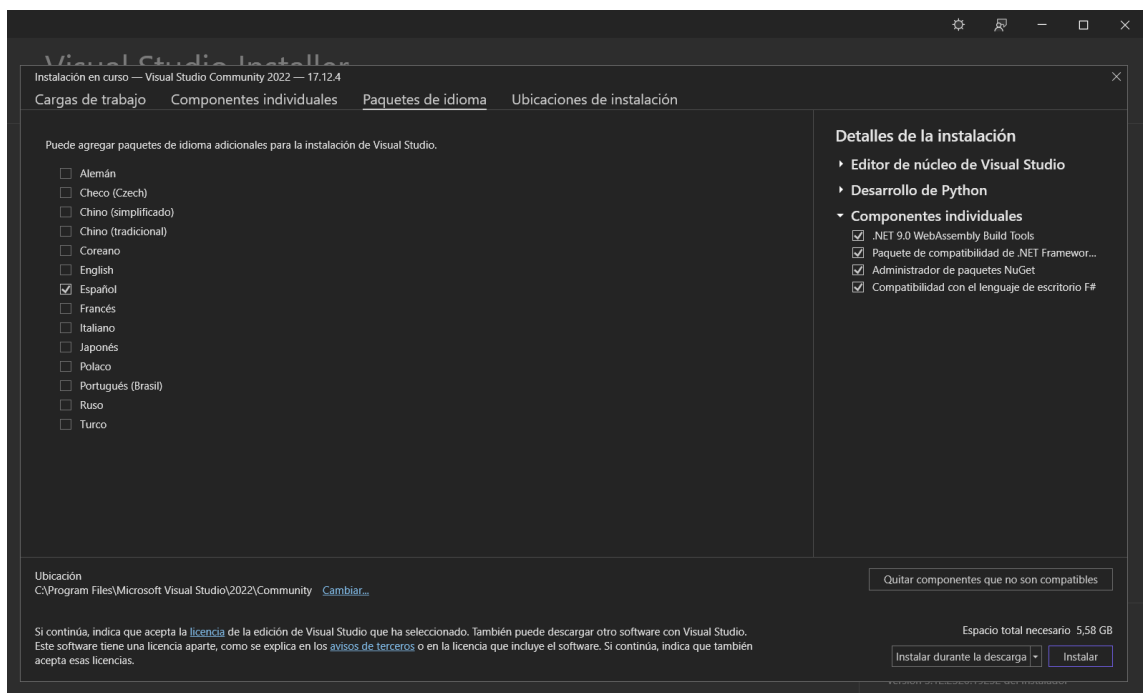 Visual Studio Installer
Instalación en curso — Visual Studio Community 2022 — 17.12.4
Cargas de trabajo Componentes individuales Paquetes de idioma Ubicaciones de instalación
Puede agregar paquetes de idioma adicionales para la instalación de Visual Studio.
Alemán
Checo (Czech)
Chino (simplificado)
Chino (tradicional)
Coreano
English
Español
Francés
Italiano
Japonés
Polaco
Portugués (Brasil)
Ruso
Turco
Detalles de la instalación
Editor de núcleo de Visual Studio
Desarrollo de Python
Componentes individuales
.NET 9.0 WebAssembly Build Tools
Paquete de compatibilidad de .NET Framewor...
Administrador de paquetes NuGet
Compatibilidad con el lenguaje de escritorio F#
Ubicación
C:\Program Files\Microsoft Visual Studio\2022\Community Cambiar...
Quitar componentes que no son compatibles
Si continúa, indica que acepta la licencia de la edición de Visual Studio que ha seleccionado. También puede descargar otro software con Visual Studio.
Este software tiene una licencia aparte, como se explica en los avisos de terceros o en la licencia que incluye el software. Si continúa, indica que también
acepta esas licencias.
Espacio total necesario 5,58 GB
Instalar durante la descarga Instalar